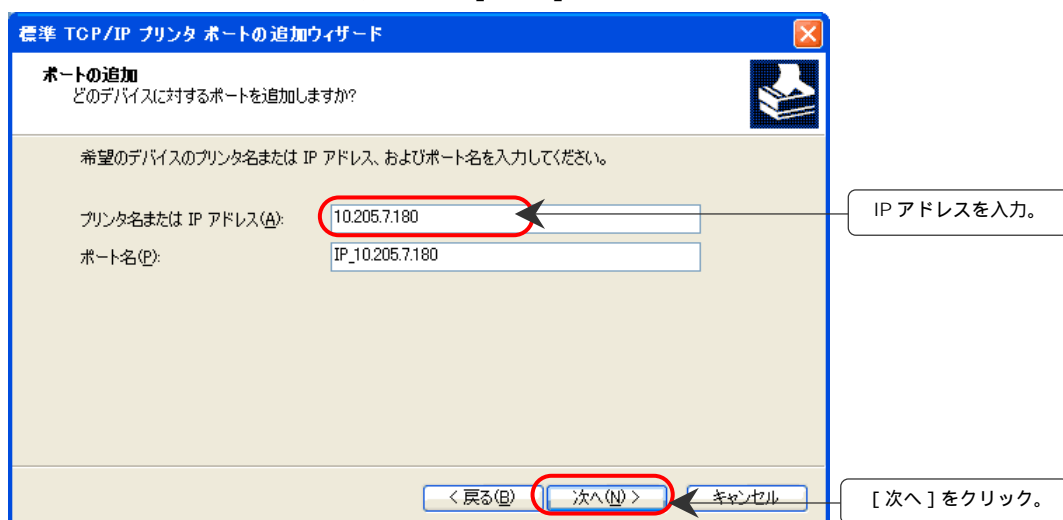 標準 TCP/IP プリンタ ポートの追加ウィザード
ポートの追加
どのデバイスに対するポートを追加しますか?
希望のデバイスのプリンタ名または IP アドレス、およびポート名を入力してください。
プリンタ名または IP アドレス(A):
10.205.7.180
IP アドレスを入力。
ポート名(P):
IP_10.205.7.180
< 戻る(B)
次へ(N) >
キャンセル
[ 次へ ] をクリック。